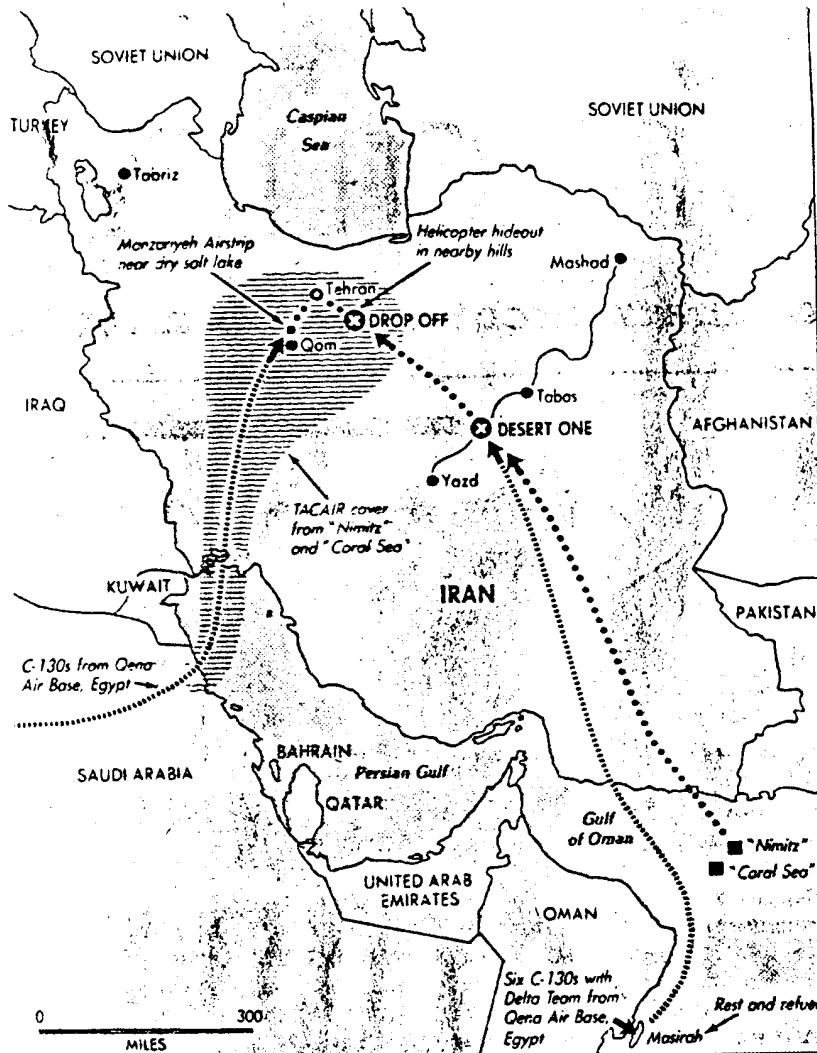 SOVIET UNION
SOVIET UNION
Caspian
Sea
TURKEY
Tabriz
Manzariyeh Airstrip
near dry salt lake
Helicopter hideout
in nearby hills
Mashad
Tehran
DROP OFF
Qom
IRAQ
Tabas
AFGHANISTAN
DESERT ONE
Yazd
TACAIR cover
from "Nimitz"
and "Coral Sea"
KUWAIT
IRAN
PAKISTAN
C-130s from Qena
Air Base, Egypt
BAHRAIN
Persian Gulf
SAUDI ARABIA
QATAR
Gulf
of Oman
"Nimitz"
"Coral Sea"
UNITED ARAB
EMIRATES
OMAN
Six C-130s with
Delta Team from
Qena Air Base,
Egypt
Rest and refue
Masirah
0 300
MILES